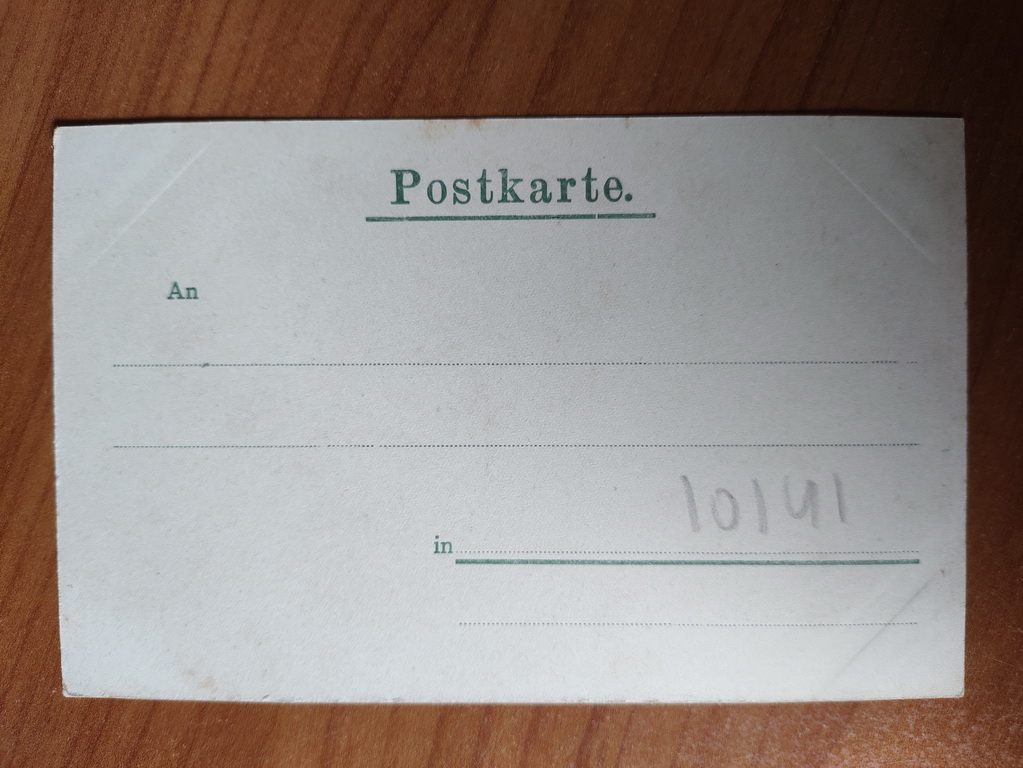 Postkarte.
An
10141
in